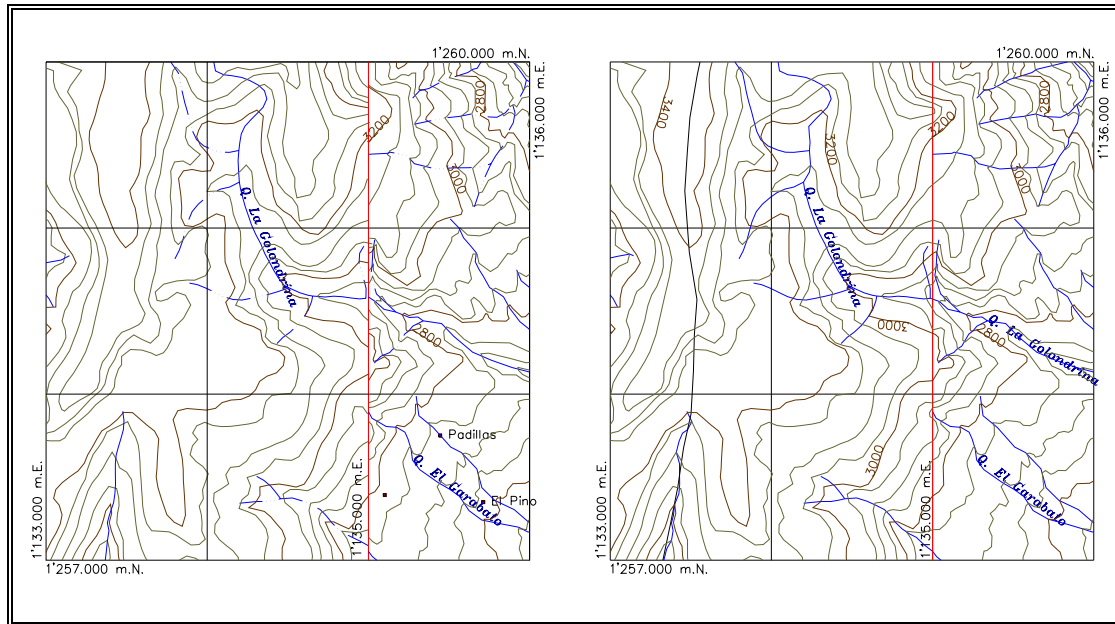 1'260.000 m.N.
1'136.000 m.E.
2800
3200
3000
Q. La Golondrina
2800
Padillas
Q. El Garabalo
El Pino
1'135.000 m.E.
1'133.000 m.E.
1'257.000 m.N.
1'260.000 m.N.
1'136.000 m.E.
3400
2800
3200
3200
3000
Q. La Golondrina
3000
Q. La Golondrina
2800
3000
Q. El Garabalo
1'135.000 m.E.
1'133.000 m.E.
1'257.000 m.N.